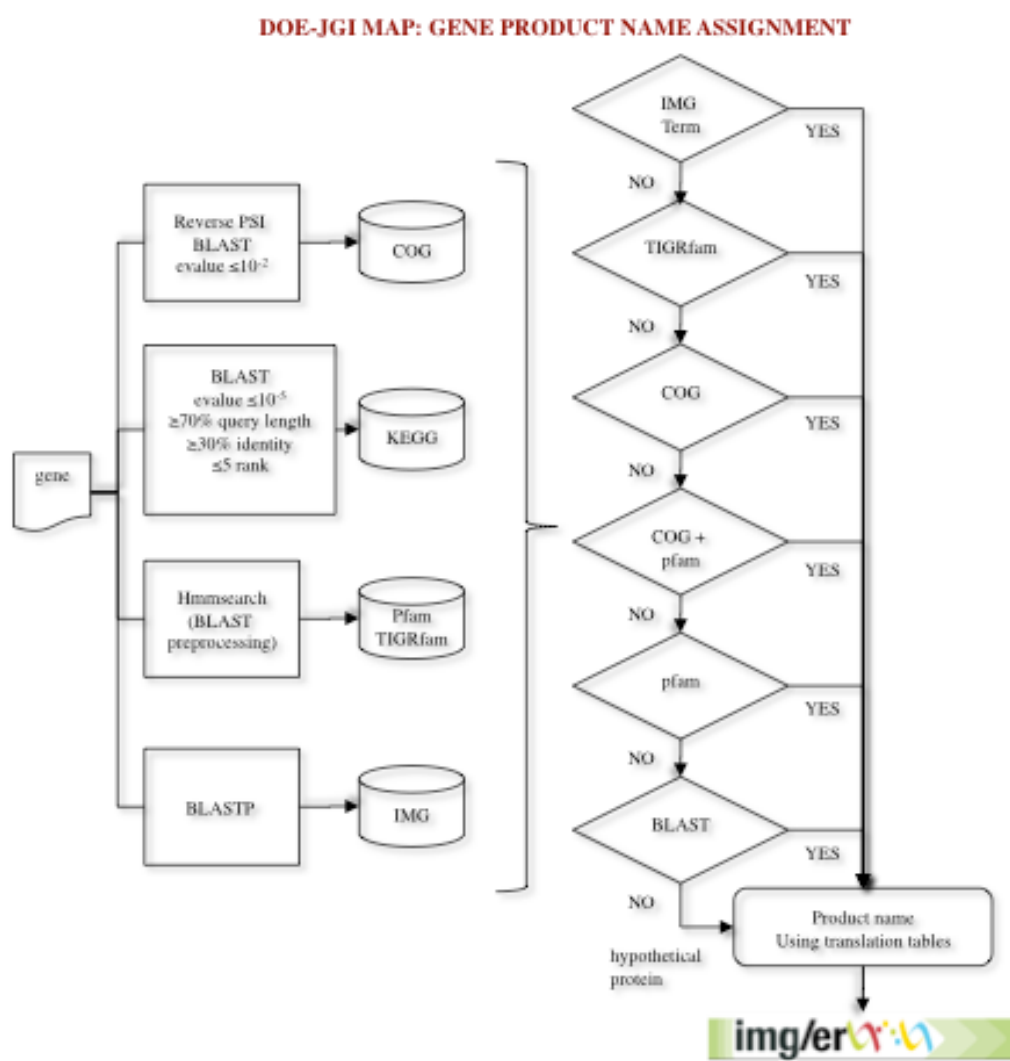 DOE-JGI MAP: GENE PRODUCT NAME ASSIGNMENT
gene
Reverse PSI
BLAST
evalue ≤10⁻²
COG
BLAST
evalue ≤10⁻⁵
≥70% query length
≥30% identity
≤5 rank
KEGG
Hmmsearch
(BLAST
preprocessing)
Pfam
TIGRfam
BLASTP
IMG
IMG
Term
YES
NO
TIGRfam
YES
NO
COG
YES
NO
COG +
pfam
YES
NO
pfam
YES
NO
BLAST
YES
NO
hypothetical
protein
Product name
Using translation tables
img/er